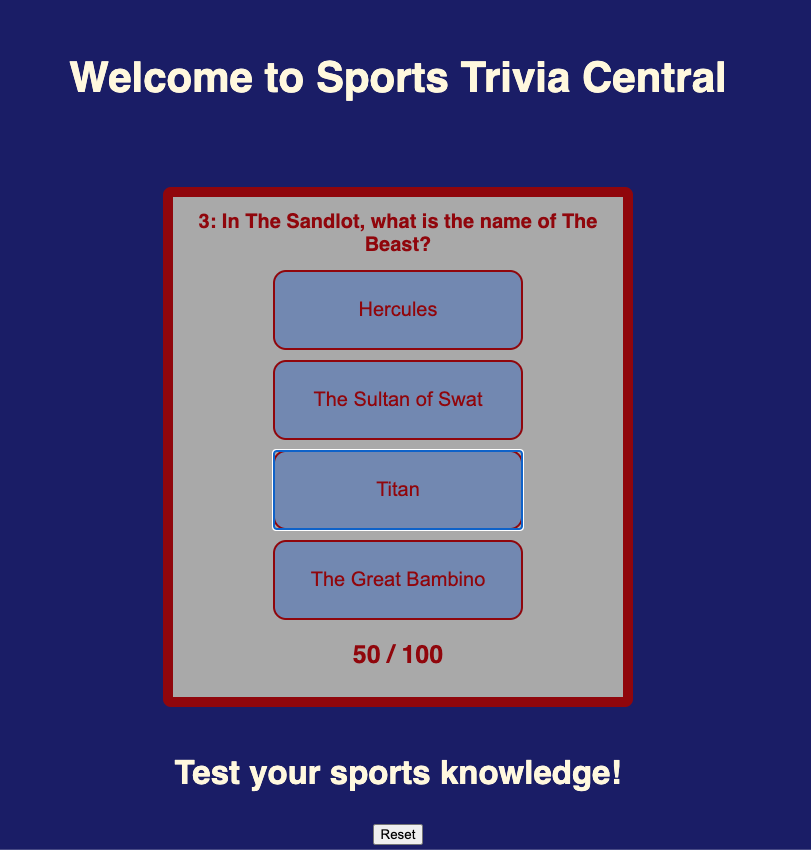 Welcome to Sports Trivia Central
3: In The Sandlot, what is the name of The
Beast?
Hercules
The Sultan of Swat
Titan
The Great Bambino
50 / 100
Test your sports knowledge!
Reset